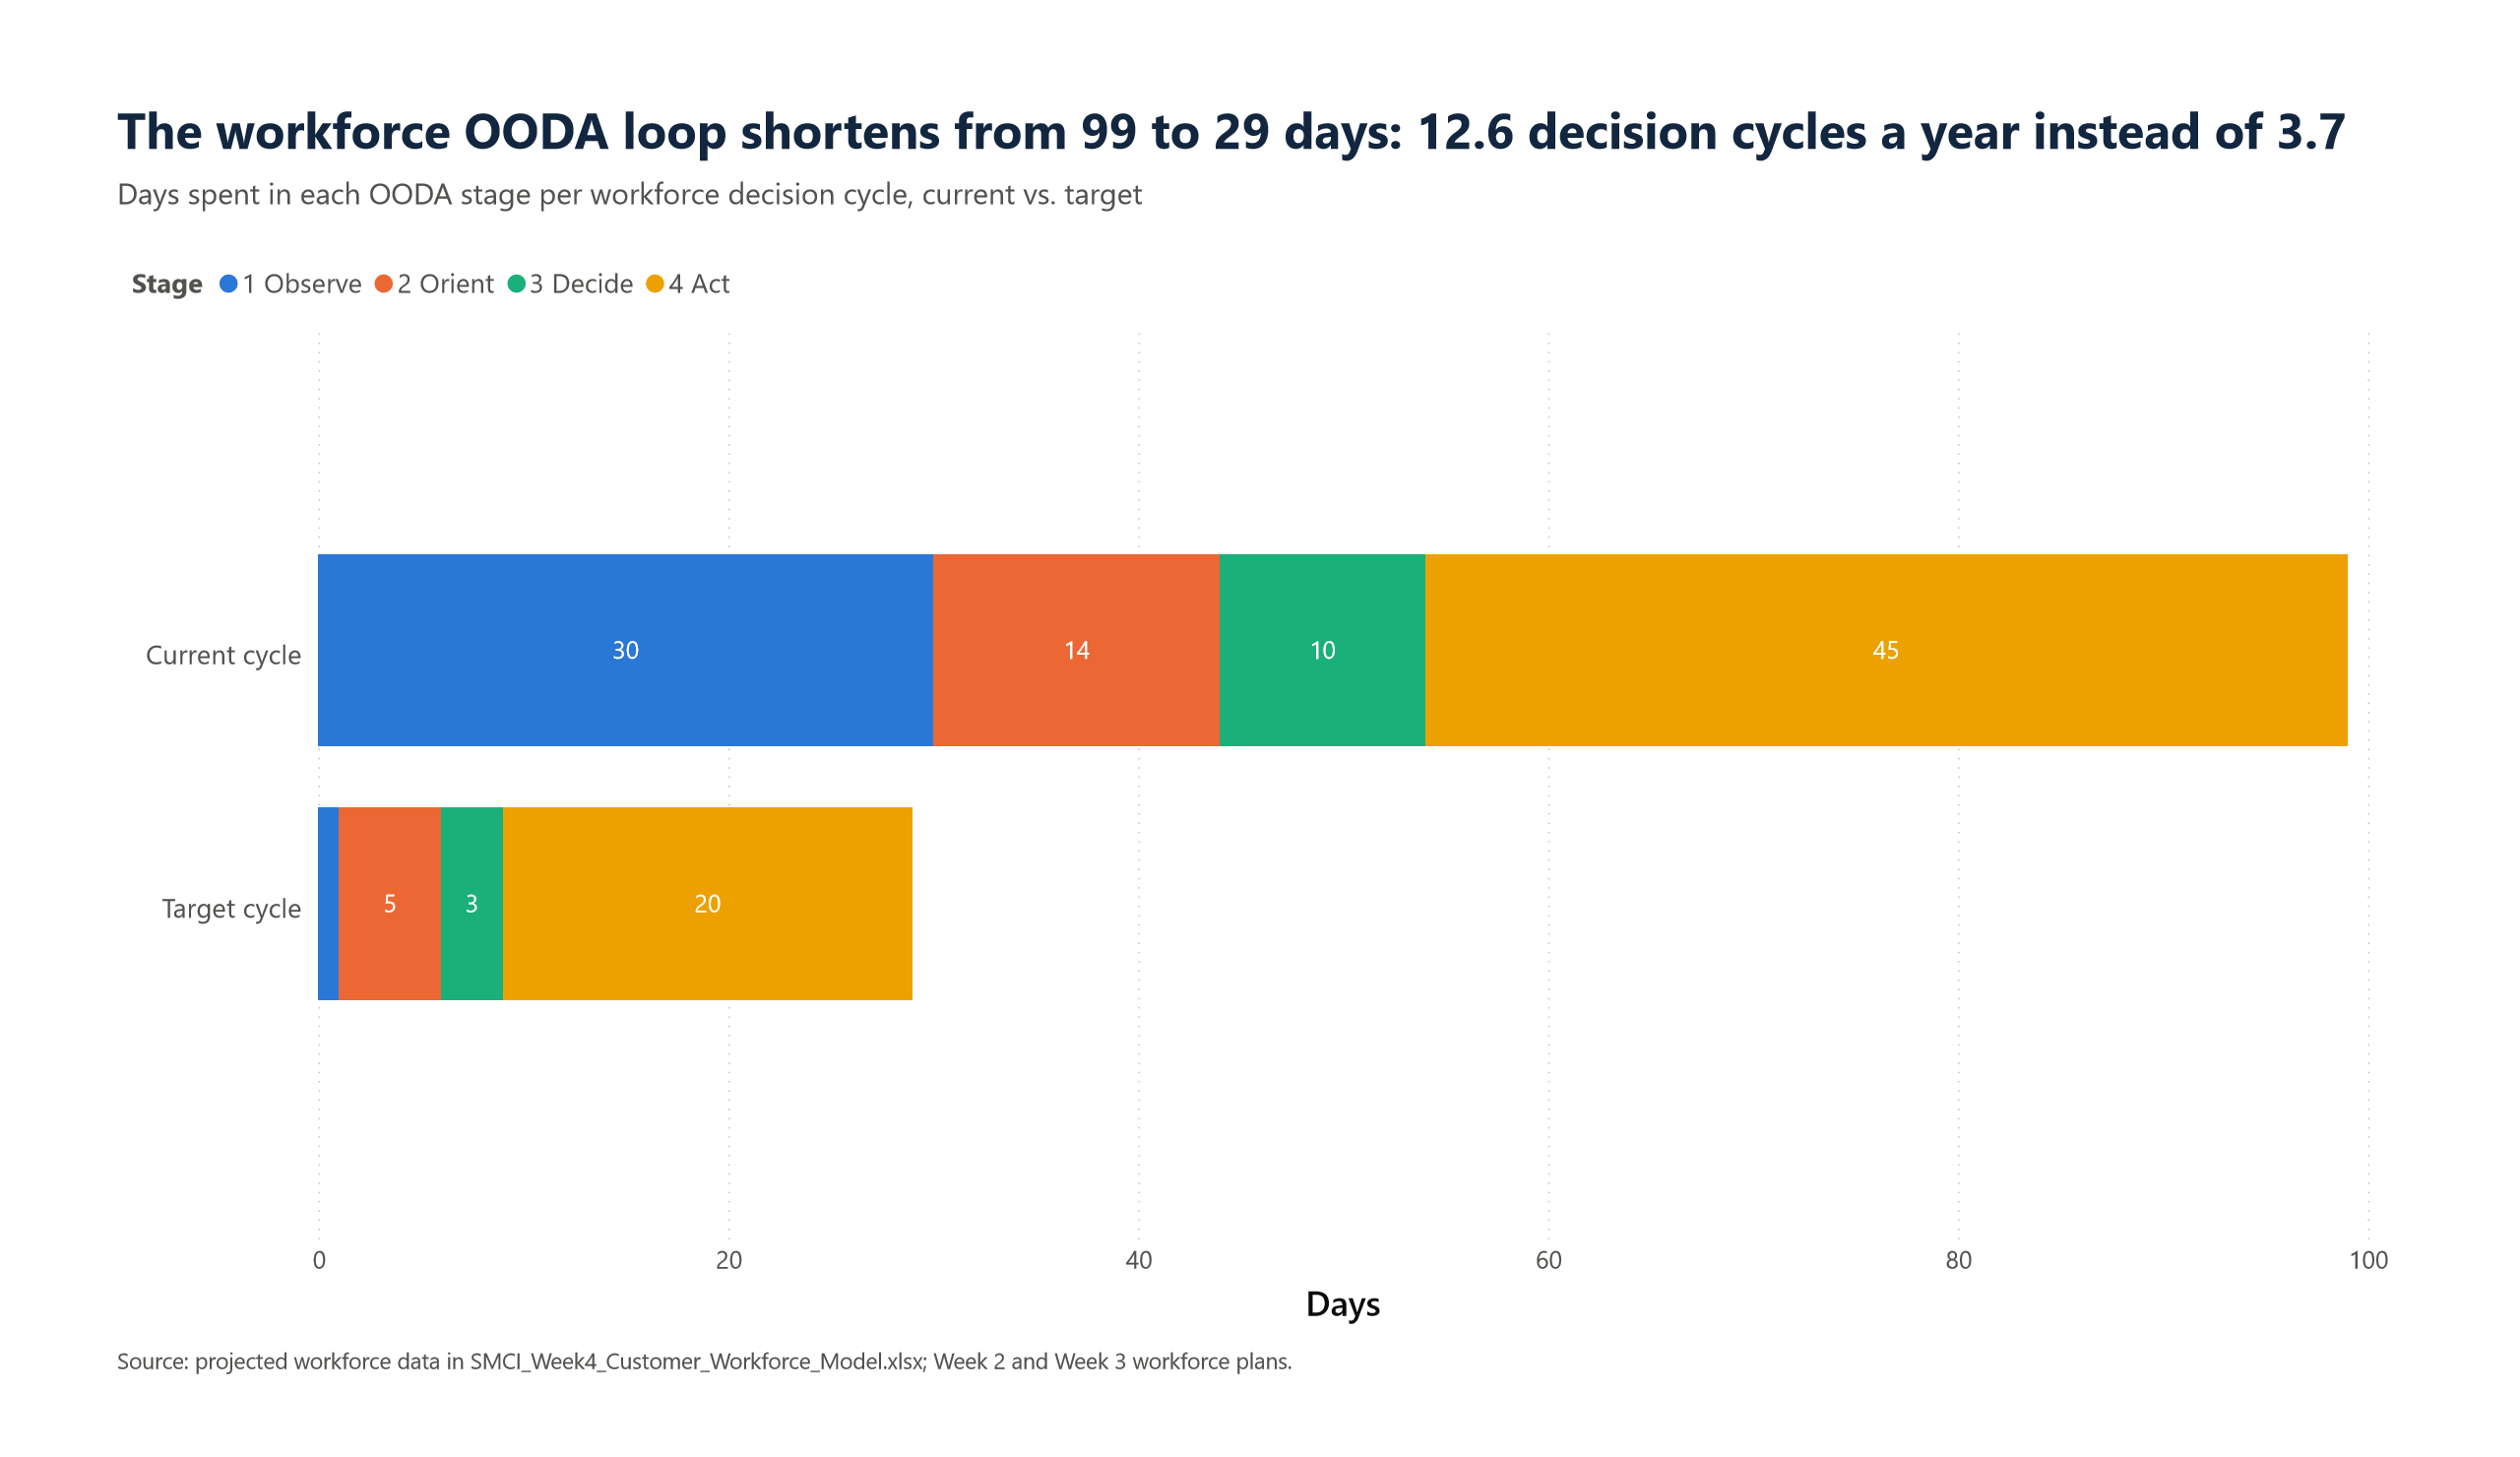 The workforce OODA loop shortens from 99 to 29 days: 12.6 decision cycles a year instead of 3.7
Days spent in each OODA stage per workforce decision cycle, current vs. target
Stage 1 Observe 2 Orient 3 Decide 4 Act
Current cycle 30 14 10 45
Target cycle 5 3 20
0 20 40 60 80 100
Days
Source: projected workforce data in SMCI_Week4_Customer_Workforce_Model.xlsx; Week 2 and Week 3 workforce plans.